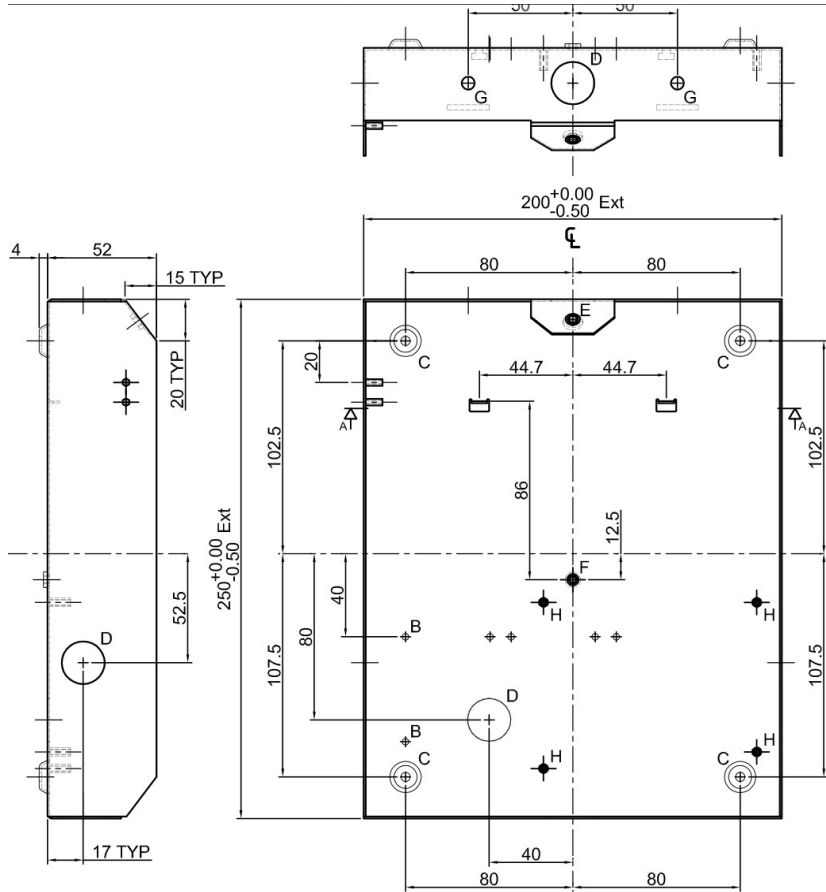 50 50
D
G G
200 +0.00 -0.50 Ext
CL
4 52
15 TYP
80 80
E
C C
20 TYP
20
44.7 44.7
A A
102.5 102.5
86
12.5
250 +0.00 -0.50 Ext
F
52.5
40
H H
B
80
107.5 107.5
D
D
B
H H
C C
17 TYP
40
80 80